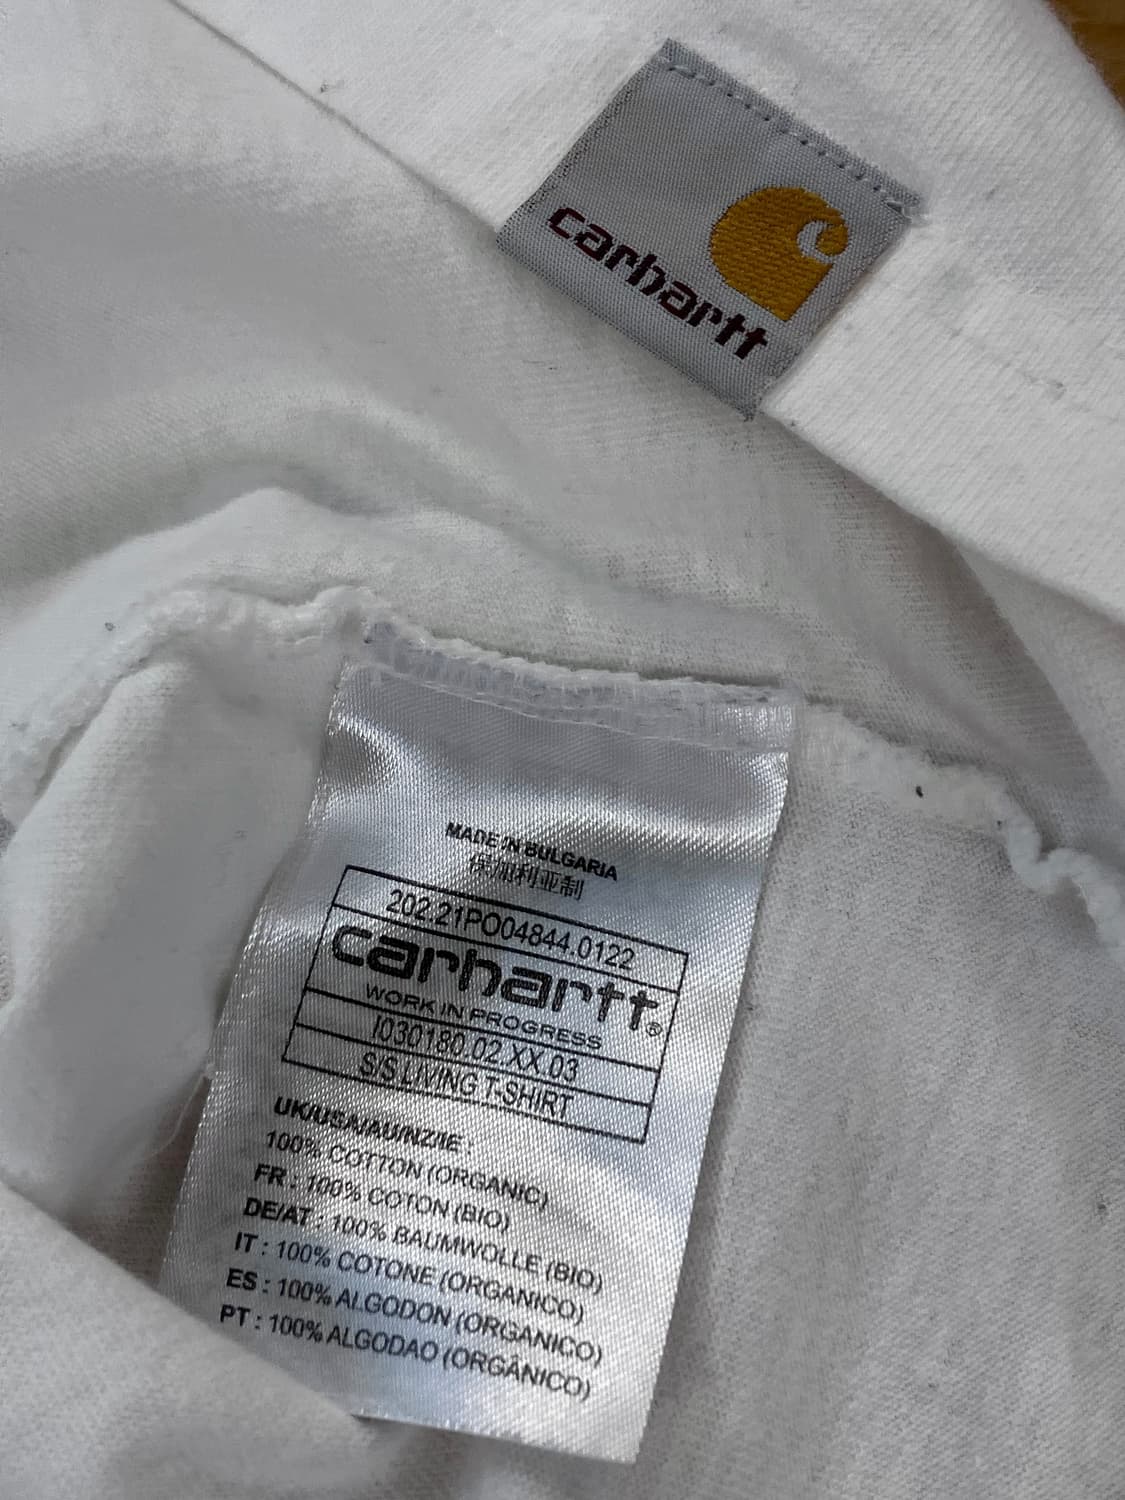 carhartt
MADE IN BULGARIA
保加利亚制
202.21PO04844.0122
carhartt®
WORK IN PROGRESS
I030180.02.XX.03
S/S LIVING T-SHIRT
UK/USA/AU/NZ/IE :
100% COTTON (ORGANIC)
FR : 100% COTON (BIO)
DE/AT : 100% BAUMWOLLE (BIO)
IT : 100% COTONE (ORGANICO)
ES : 100% ALGODON (ORGANICO)
PT : 100% ALGODAO (ORGÂNICO)